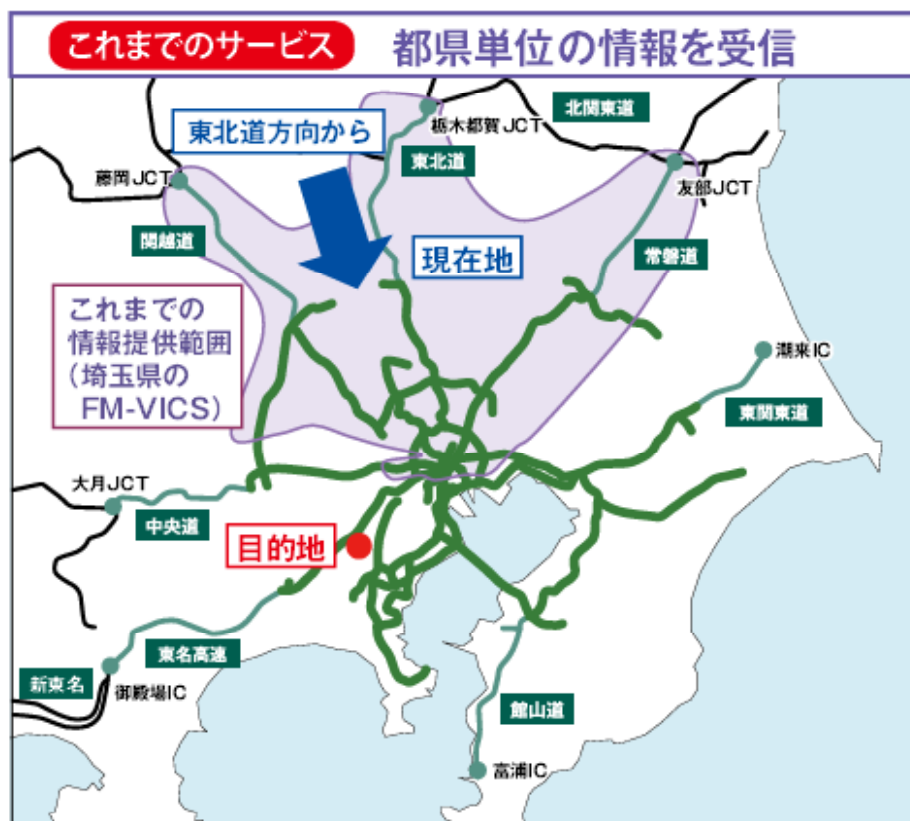 これまでのサービス 都県単位の情報を受信
北関東道
東北道方向から
栃木都賀JCT
東北道
藤岡JCT
友部JCT
関越道
現在地
常磐道
これまでの
情報提供範囲
(埼玉県の
FM-VICS)
潮来IC
東関東道
大月JCT
中央道
目的地
東名高速
新東名
御殿場IC
館山道
富浦IC